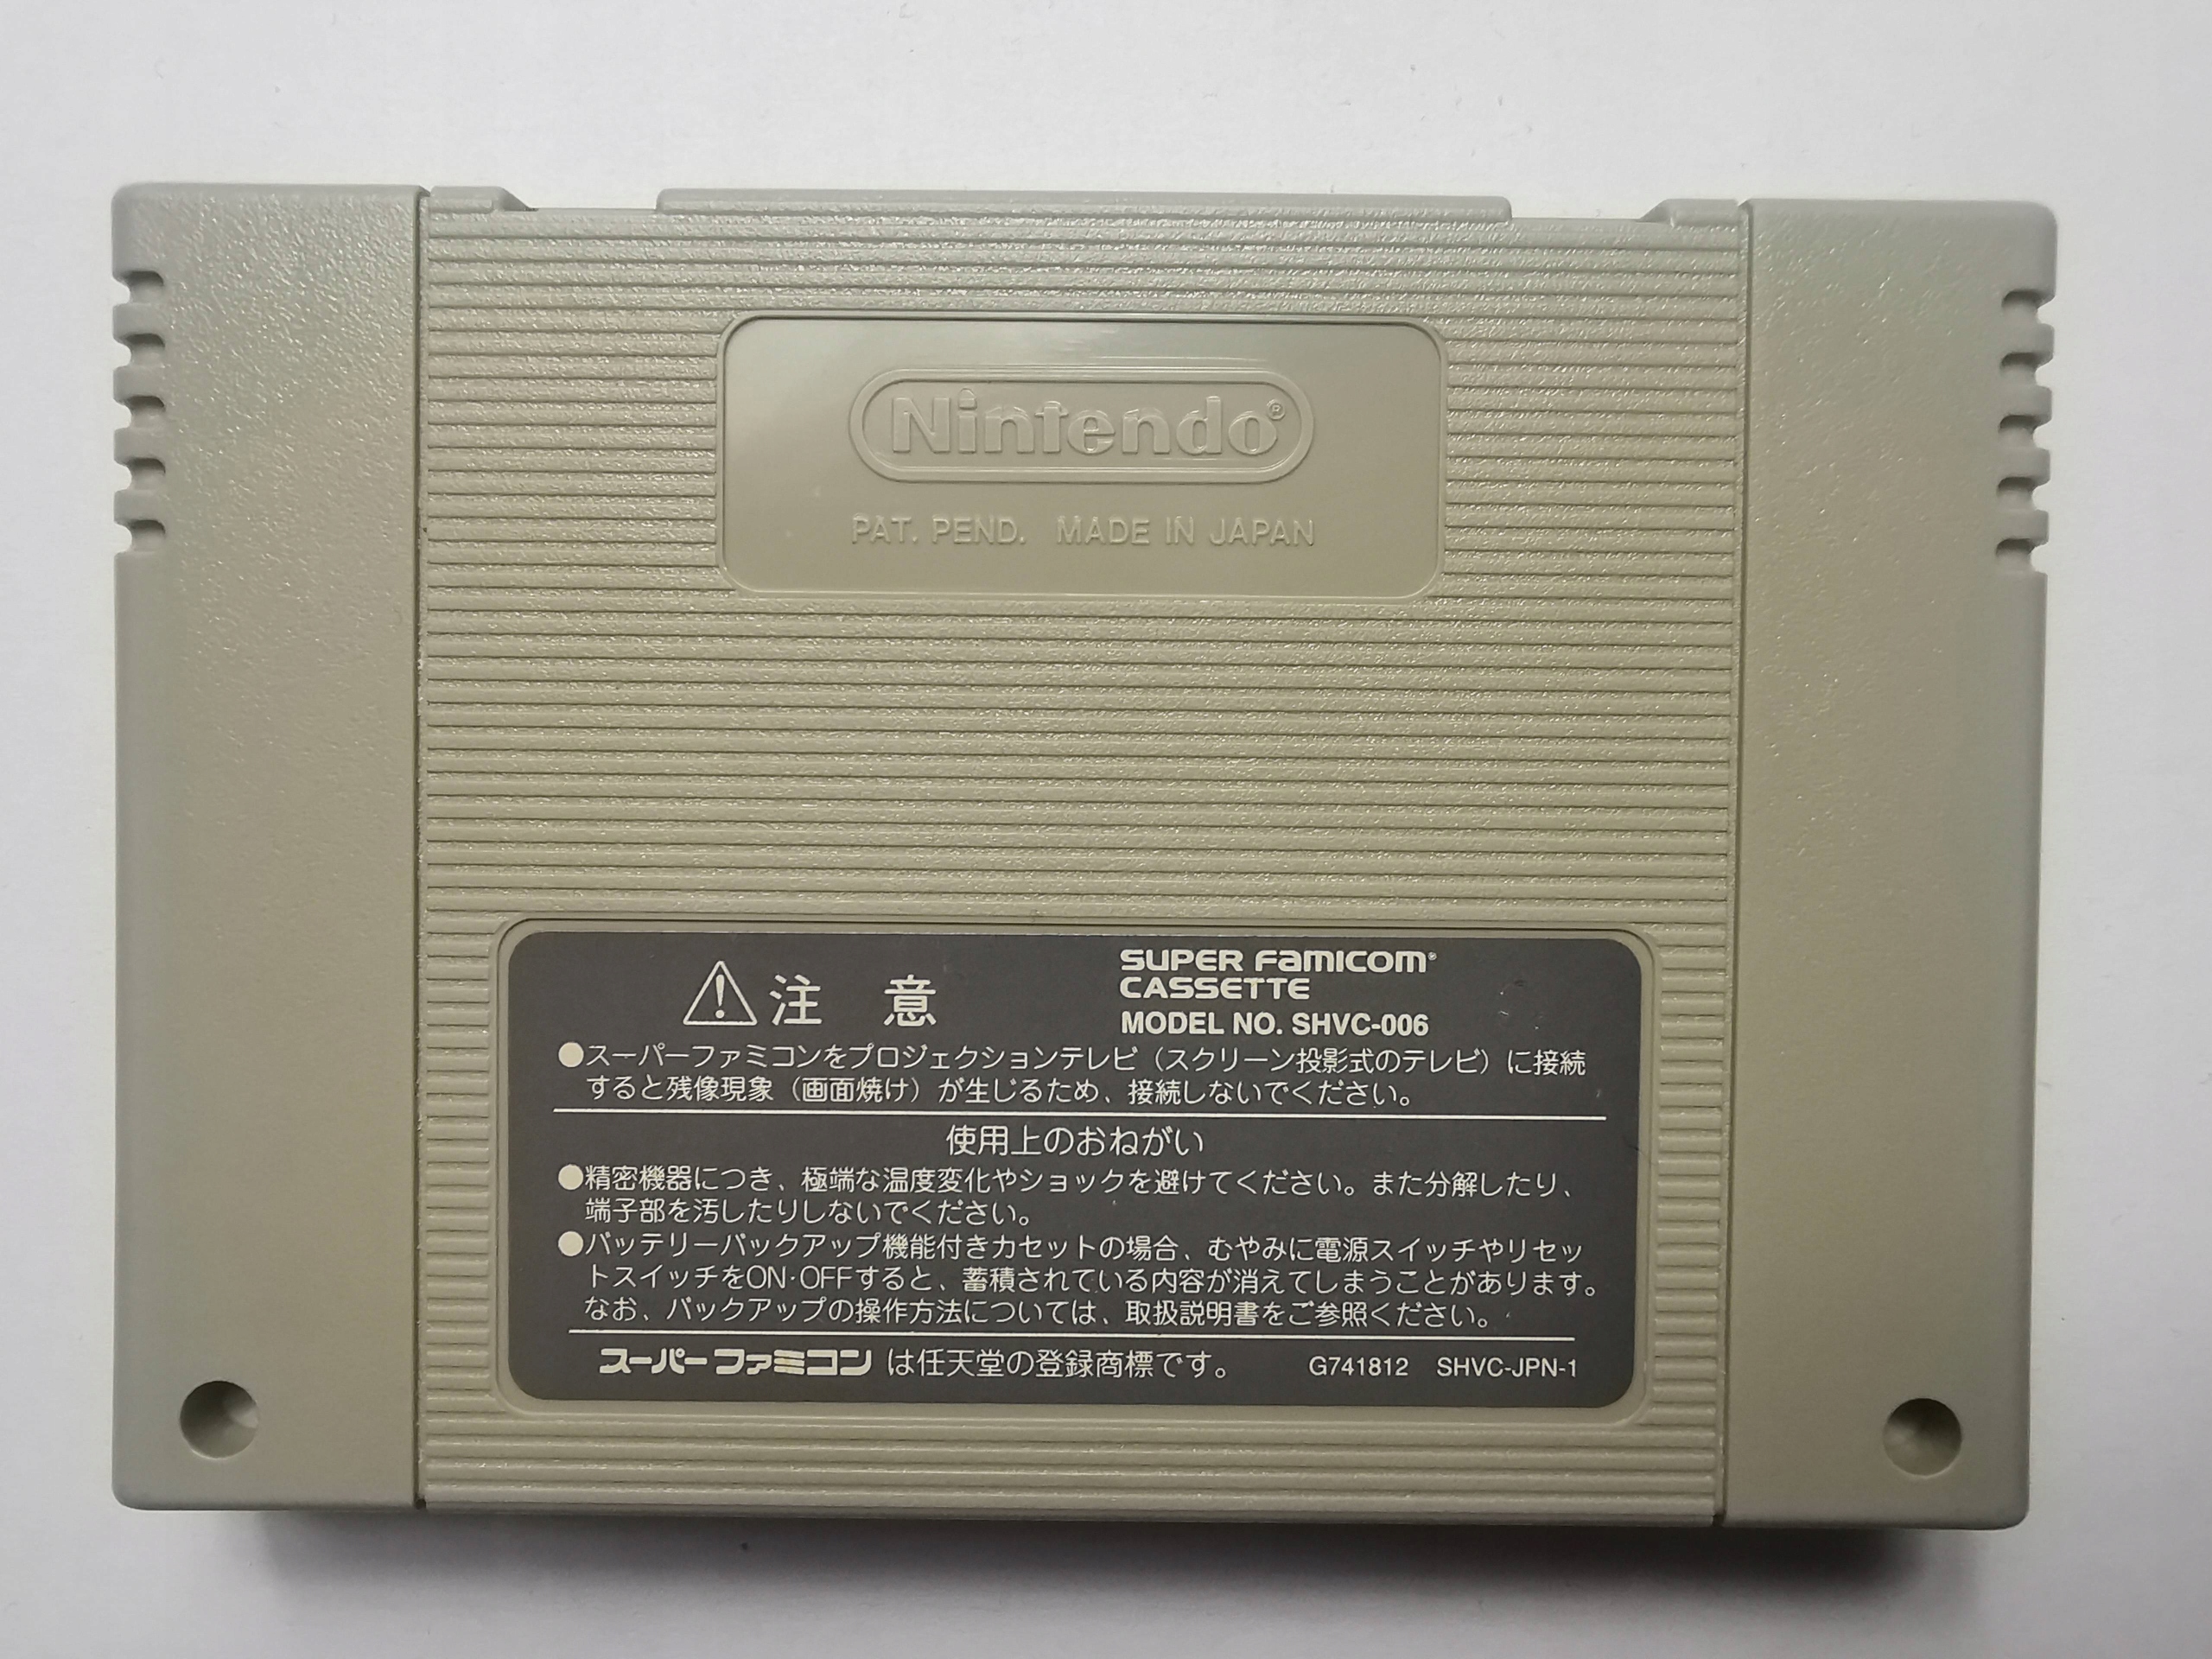 Nintendo®
PAT. PEND. MADE IN JAPAN
⚠注 意
SUPER FAMICOM®
CASSETTE
MODEL NO. SHVC-006
●スーパーファミコンをプロジェクションテレビ（スクリーン投影式のテレビ）に接続
すると残像現象（画面焼け）が生じるため、接続しないでください。
使用上のおねがい
●精密機器につき、極端な温度変化やショックを避けてください。また分解したり、
端子部を汚したりしないでください。
●バッテリーバックアップ機能付きカセットの場合、むやみに電源スイッチやリセッ
トスイッチをON·OFFすると、蓄積されている内容が消えてしまうことがあります。
なお、バックアップの操作方法については、取扱説明書をご参照ください。
スーパーファミコン は任天堂の登録商標です。 G741812 SHVC-JPN-1